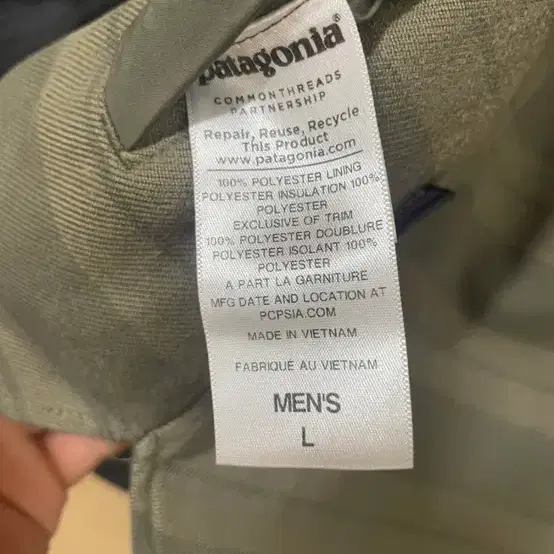 patagonia®
COMMONTHREADS
PARTNERSHIP
Repair, Reuse, Recycle
This Product
www.patagonia.com
100% POLYESTER LINING
POLYESTER INSULATION 100%
POLYESTER
EXCLUSIVE OF TRIM
100% POLYESTER DOUBLURE
POLYESTER ISOLANT 100%
POLYESTER
A PART LA GARNITURE
MFG DATE AND LOCATION AT
PCPSIA.COM
MADE IN VIETNAM
FABRIQUÉ AU VIETNAM
MEN'S
L